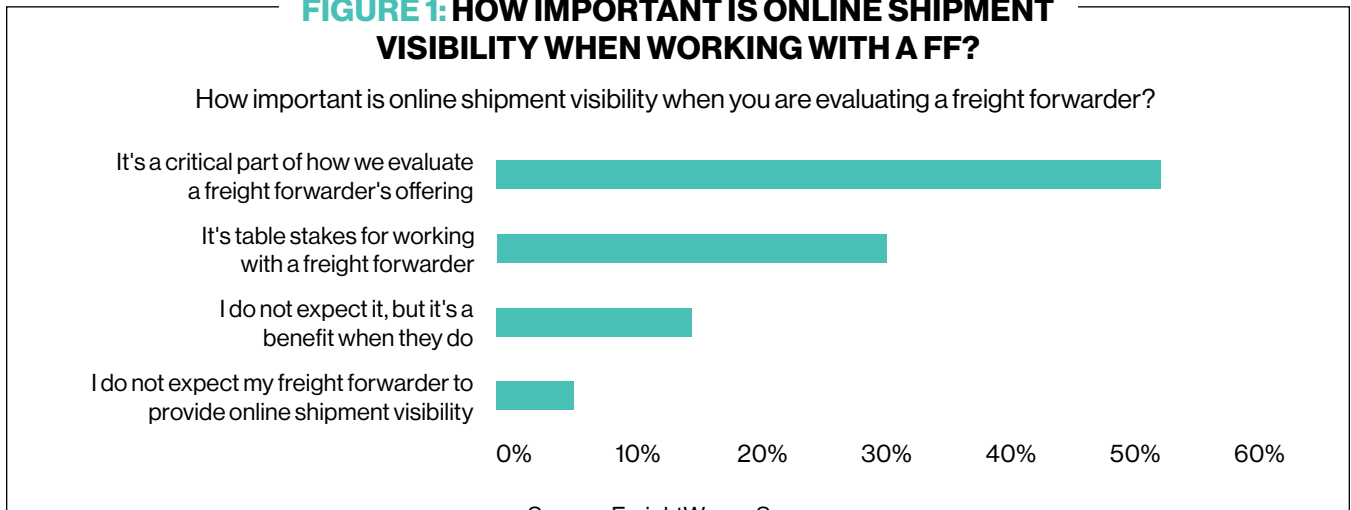 FIGURE 1: HOW IMPORTANT IS ONLINE SHIPMENT
VISIBILITY WHEN WORKING WITH A FF?
How important is online shipment visibility when you are evaluating a freight forwarder?
It's a critical part of how we evaluate
a freight forwarder's offering
It's table stakes for working
with a freight forwarder
I do not expect it, but it's a
benefit when they do
I do not expect my freight forwarder to
provide online shipment visibility
0% 10% 20% 30% 40% 50% 60%